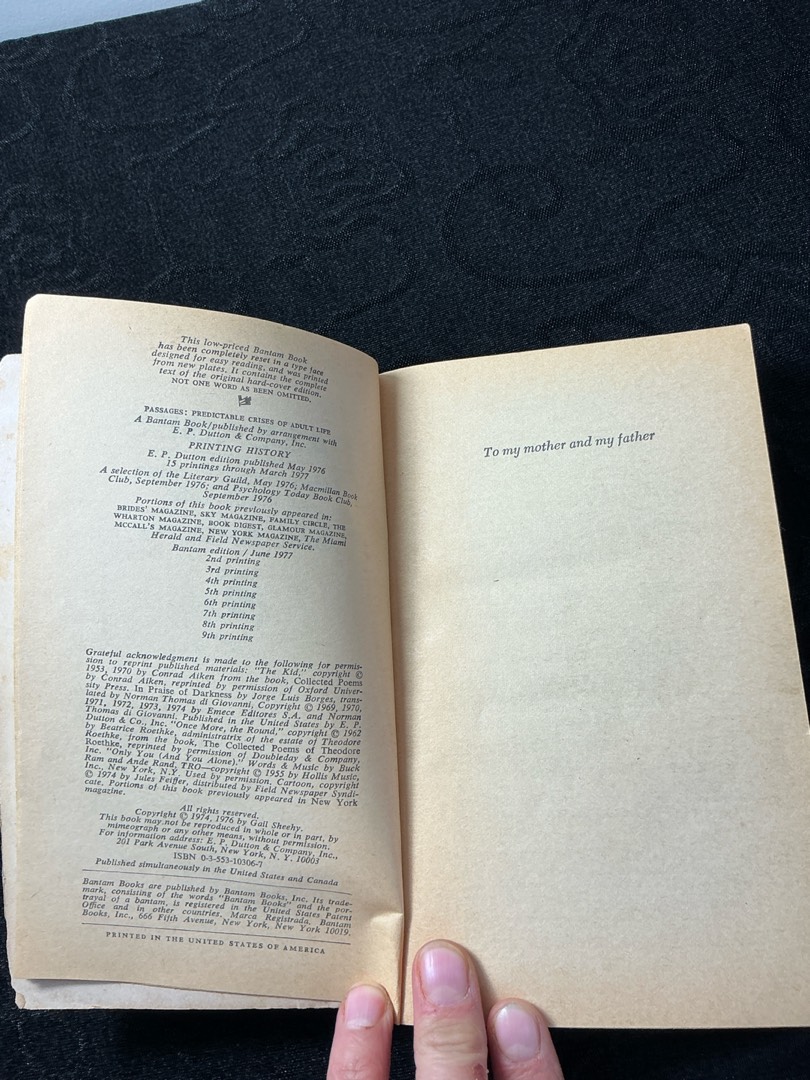 This low-priced Bantam Book
has been completely reset in a type face
designed for easy reading, and was printed
from new plates. It contains the complete
text of the original hard-cover edition.
NOT ONE WORD AS BEEN OMITTED.
PASSAGES: PREDICTABLE CRISES OF ADULT LIFE
A Bantam Book/published by arrangement with
E. P. Dutton & Company, Inc.
PRINTING HISTORY
E. P. Dutton edition published May 1976
15 printings through March 1977
A selection of the Literary Guild, May 1976; Macmillan Book
Club, September 1976; and Psychology Today Book Club,
September 1976
Portions of this book previously appeared in:
BRIDES' MAGAZINE, SKY MAGAZINE, FAMILY CIRCLE, THE
WHARTON MAGAZINE, BOOK DIGEST, GLAMOUR MAGAZINE,
MCCALL'S MAGAZINE, NEW YORK MAGAZINE, The Miami
Herald and Field Newspaper Service.
Bantam edition / June 1977
2nd printing
3rd printing
4th printing
5th printing
6th printing
7th printing
8th printing
9th printing
Grateful acknowledgment is made to the following for permis-
sion to reprint published materials: "The Kid," copyright ©
1953, 1970 by Conrad Aiken from the book, Collected Poems
by Conrad Aiken, reprinted by permission of Oxford Univer-
sity Press. In Praise of Darkness by Jorge Luis Borges, trans-
lated by Norman Thomas di Giovanni, Copyright © 1969, 1970,
1971, 1972, 1973, 1974 by Emece Editores S.A. and Norman
Thomas di Giovanni. Published in the United States by E. P.
Dutton & Co., Inc. "Once More, the Round," copyright © 1962
by Beatrice Roethke, administratrix of the estate of Theodore
Roethke, from the book, The Collected Poems of Theodore
Roethke, reprinted by permission of Doubleday & Company,
Inc. "Only You (And You Alone)." Words & Music by Buck
Ram and Ande Rand, TRO—copyright © 1955 by Hollis Music,
Inc., New York, N.Y. Used by permission. Cartoon, copyright
© 1974 by Jules Feiffer, distributed by Field Newspaper Syndi-
cate. Portions of this book previously appeared in New York
magazine.
All rights reserved.
Copyright © 1974, 1976 by Gail Sheehy.
This book may not be reproduced in whole or in part, by
mimeograph or any other means, without permission.
For information address: E. P. Dutton & Company, Inc.,
201 Park Avenue South, New York, N. Y. 10003
ISBN 0-3-553-10306-7
Published simultaneously in the United States and Canada
Bantam Books are published by Bantam Books, Inc. Its trade-
mark, consisting of the words "Bantam Books" and the por-
trayal of a bantam, is registered in the United States Patent
Office and in other countries. Marca Registrada. Bantam
Books, Inc., 666 Fifth Avenue, New York, New York 10019.
PRINTED IN THE UNITED STATES OF AMERICA
To my mother and my father